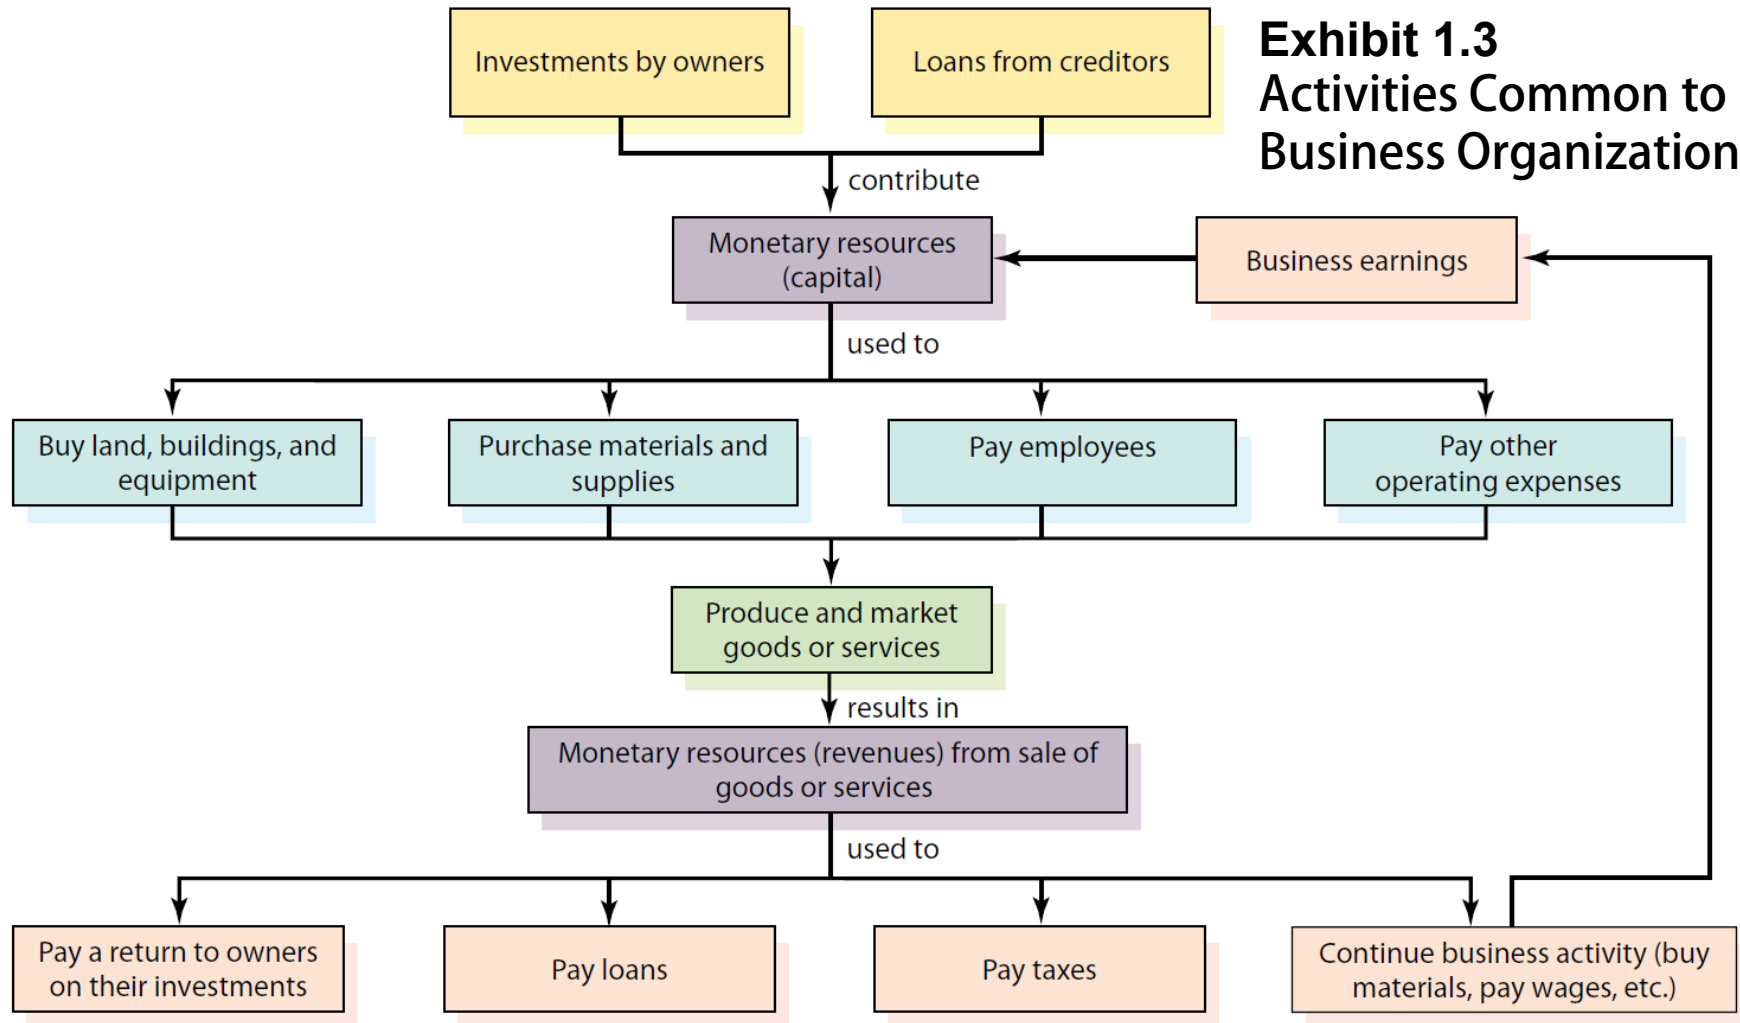 Exhibit 1.3
Activities Common to
Business Organization
Investments by owners
Loans from creditors
contribute
Monetary resources
(capital)
Business earnings
used to
Buy land, buildings, and
equipment
Purchase materials and
supplies
Pay employees
Pay other
operating expenses
Produce and market
goods or services
results in
Monetary resources (revenues) from sale of
goods or services
used to
Pay a return to owners
on their investments
Pay loans
Pay taxes
Continue business activity (buy
materials, pay wages, etc.)